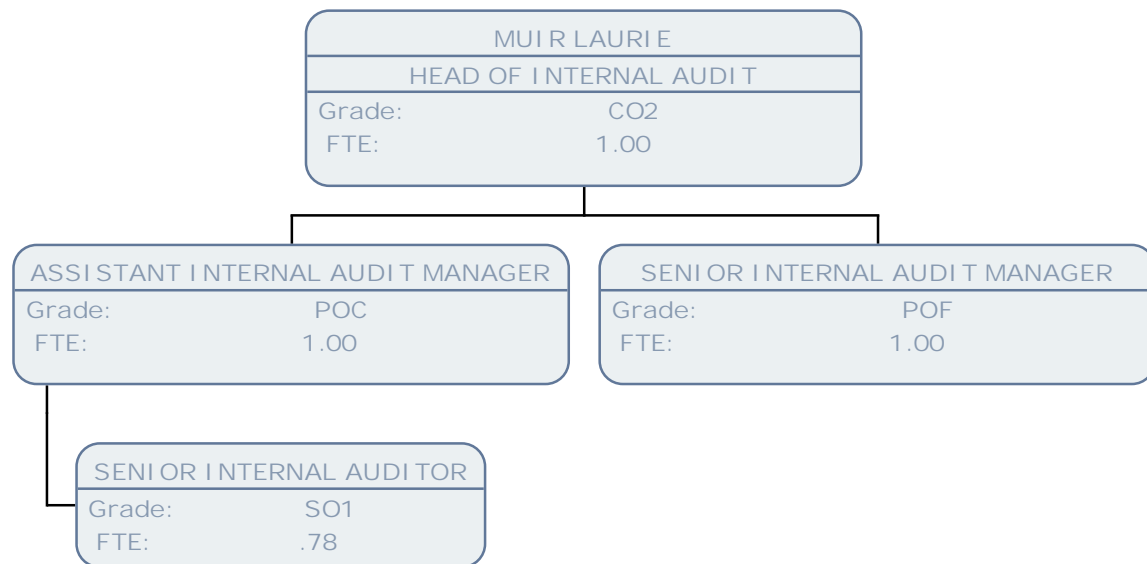 MUIR LAURIE
HEAD OF INTERNAL AUDIT
Grade: CO2
FTE: 1.00
ASSISTANT INTERNAL AUDIT MANAGER
Grade: POC
FTE: 1.00
SENIOR INTERNAL AUDIT MANAGER
Grade: POF
FTE: 1.00
SENIOR INTERNAL AUDITOR
Grade: SO1
FTE: .78